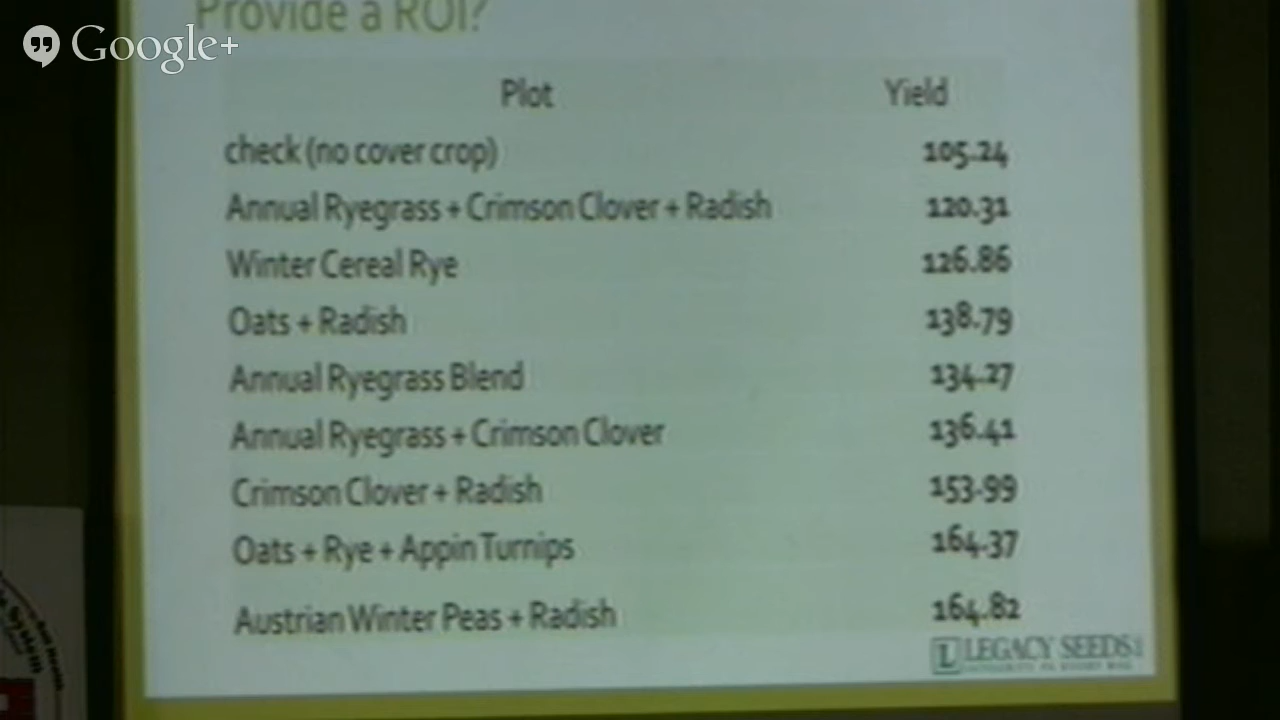 Google+
Provide a ROI?
Plot Yield
check (no cover crop) 105.24
Annual Ryegrass + Crimson Clover + Radish 120.31
Winter Cereal Rye 126.86
Oats + Radish 138.79
Annual Ryegrass Blend 134.27
Annual Ryegrass + Crimson Clover 136.41
Crimson Clover + Radish 153.99
Oats + Rye + Appin Turnips 164.37
Austrian Winter Peas + Radish 164.82
L LEGACY SEEDS